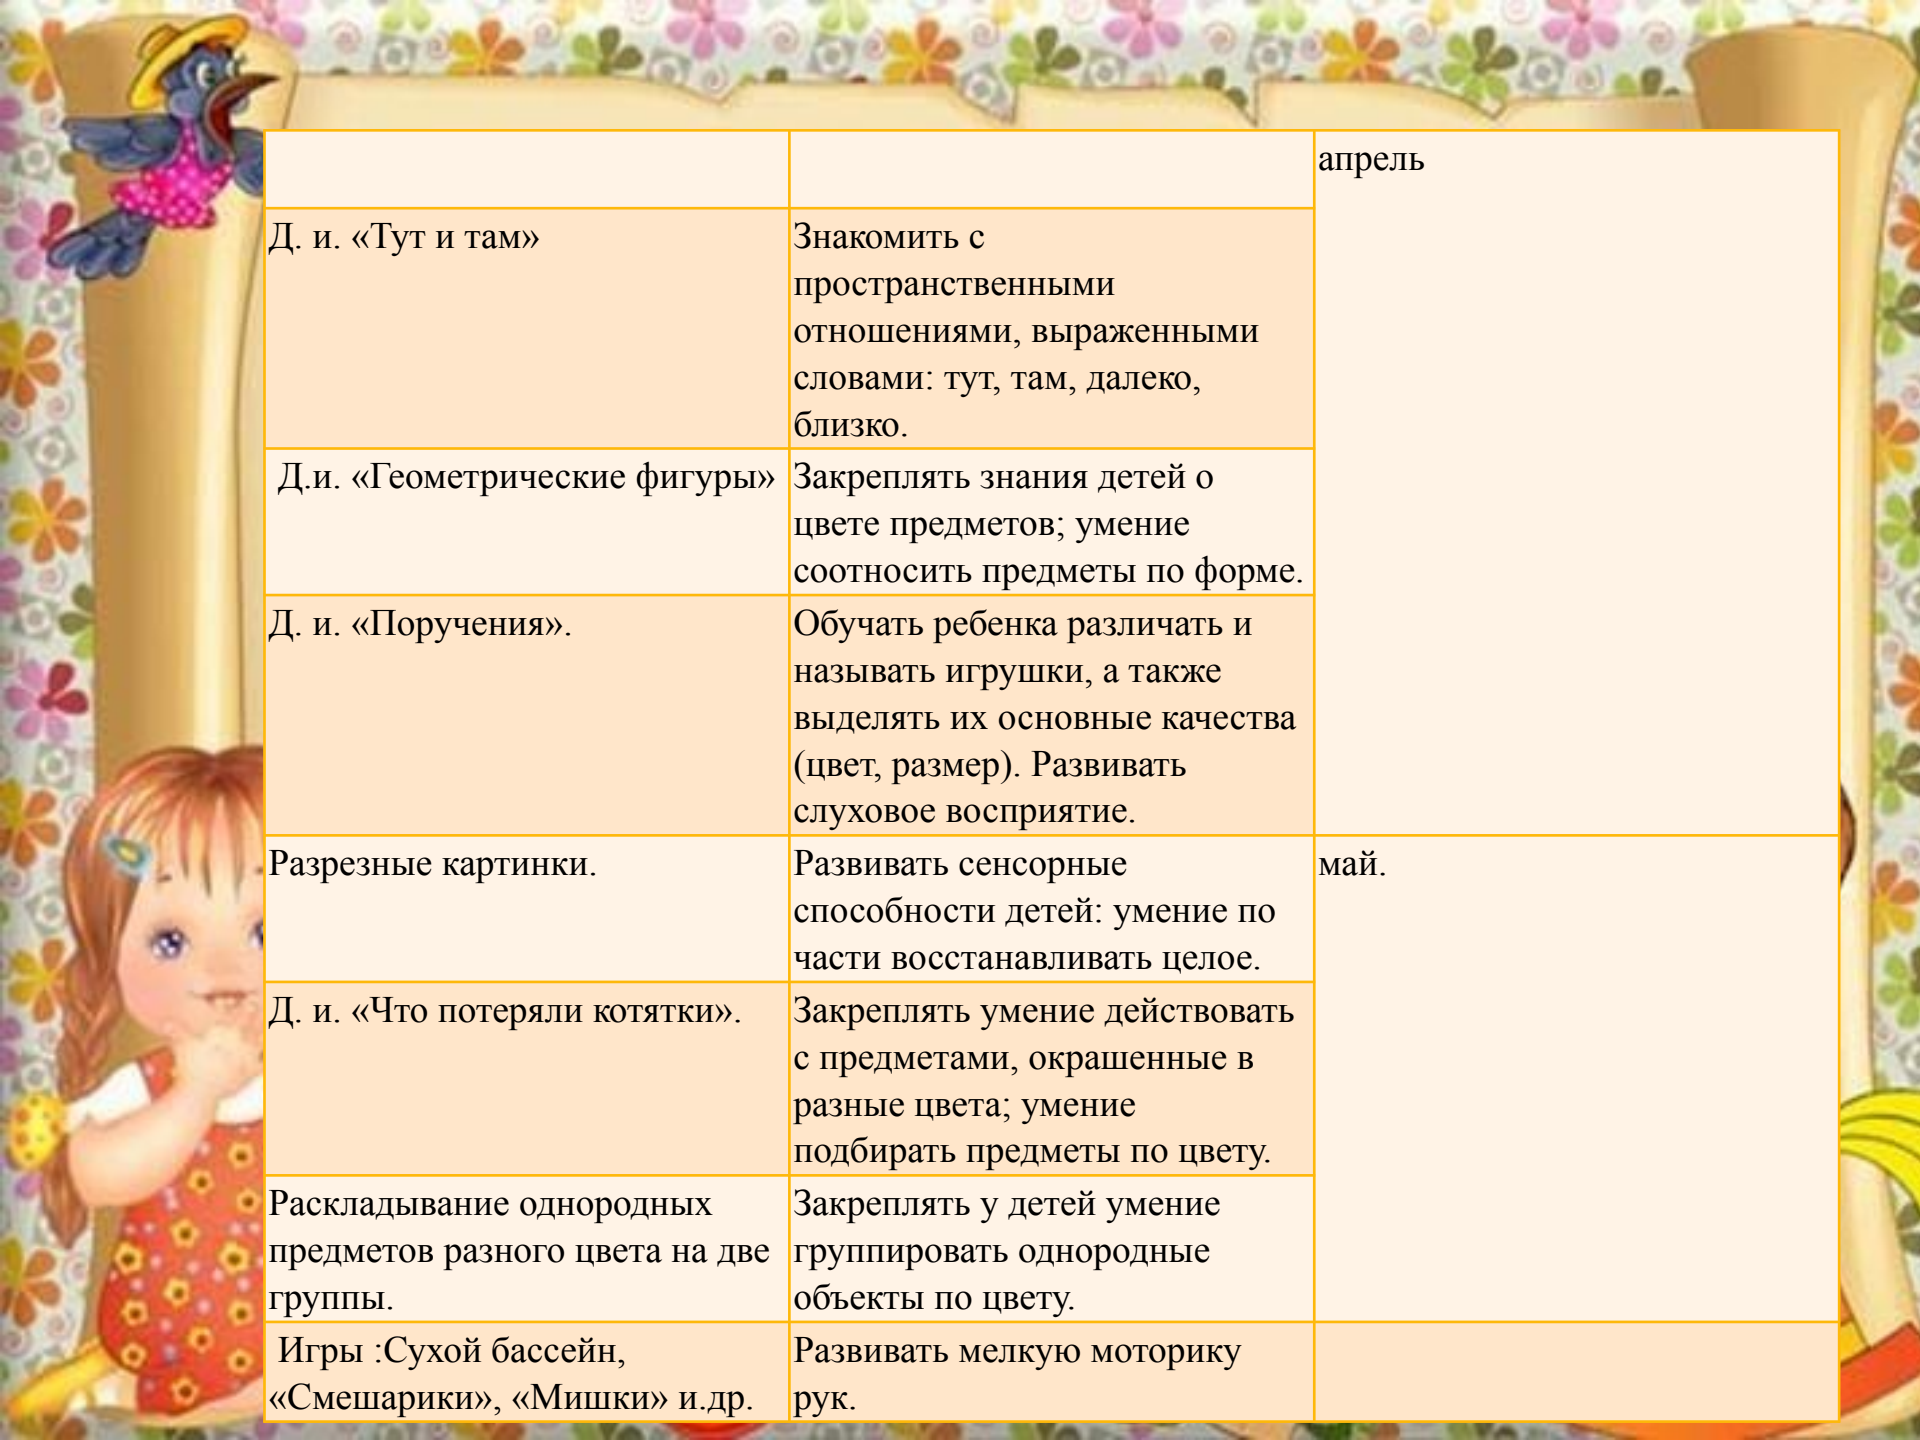 апрель
Д. и. «Тут и там»
Знакомить с
пространственными
отношениями, выраженными
словами: тут, там, далеко,
близко.
Д.и. «Геометрические фигуры»
Закреплять знания детей о
цвете предметов; умение
соотносить предметы по форме.
Д. и. «Поручения».
Обучать ребенка различать и
называть игрушки, а также
выделять их основные качества
(цвет, размер). Развивать
слуховое восприятие.
Разрезные картинки.
Развивать сенсорные
способности детей: умение по
части восстанавливать целое.
май.
Д. и. «Что потеряли котятки».
Закреплять умение действовать
с предметами, окрашенные в
разные цвета; умение
подбирать предметы по цвету.
Раскладывание однородных
предметов разного цвета на две
группы.
Закреплять у детей умение
группировать однородные
объекты по цвету.
Игры :Сухой бассейн,
«Смешарики», «Мишки» и.др.
Развивать мелкую моторику
рук.